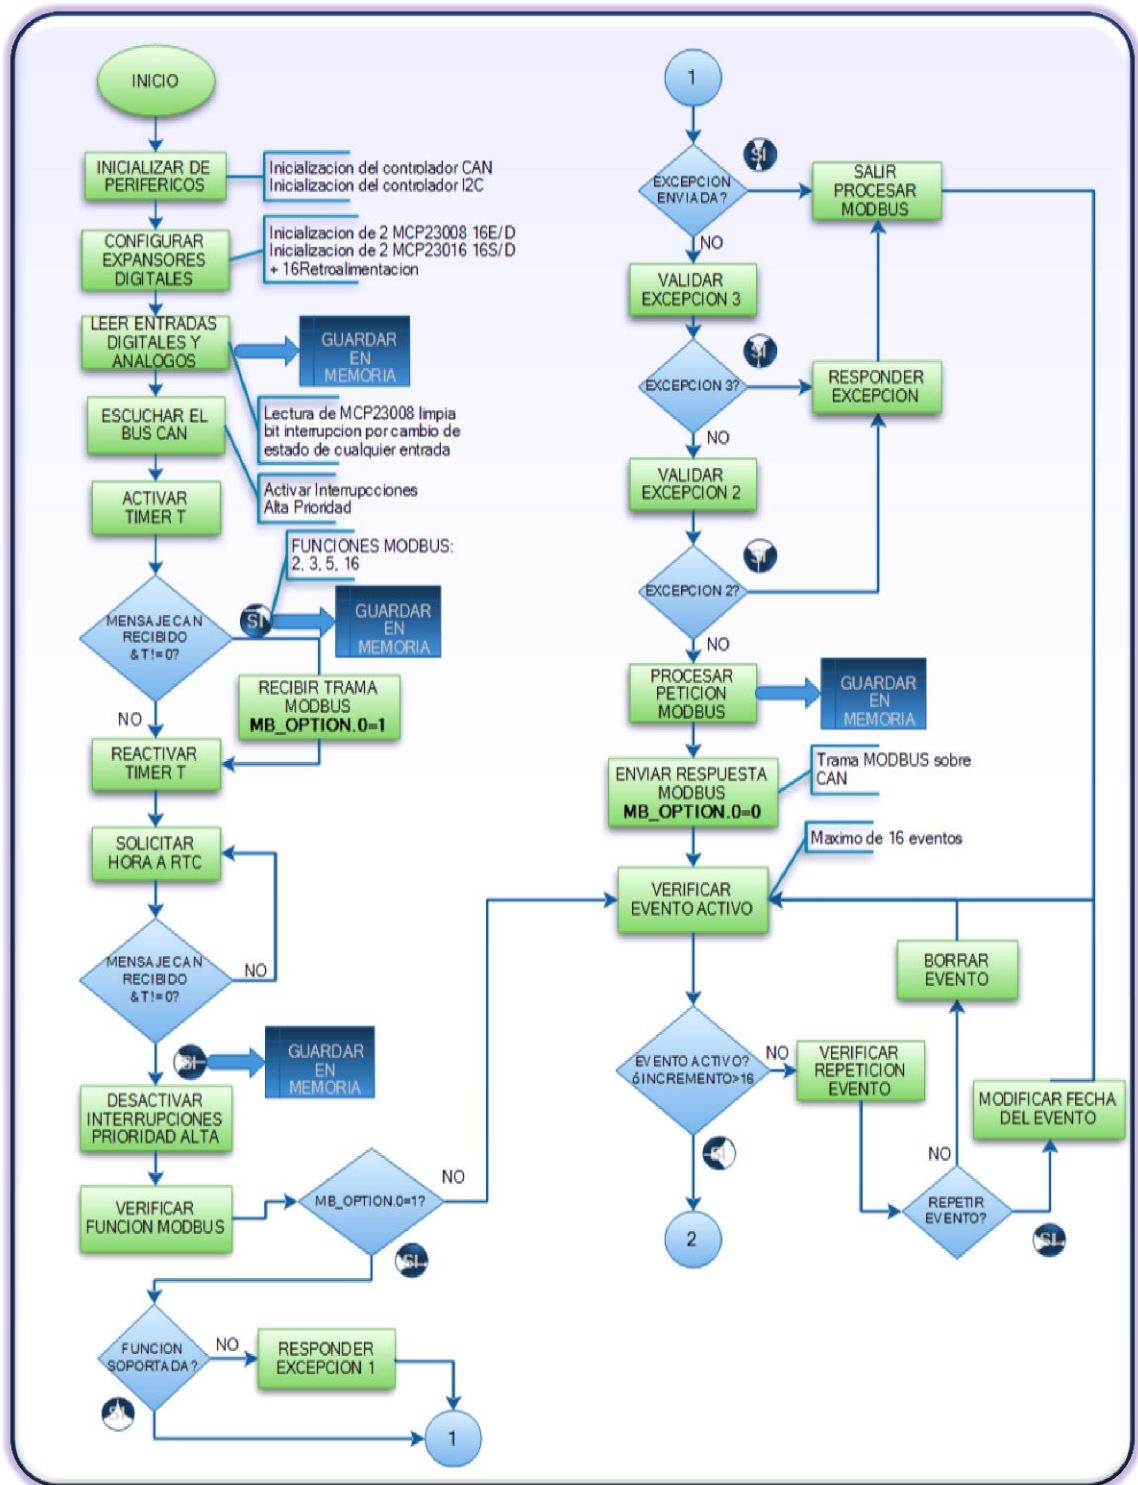 INICIO
INICIALIZAR DE
PERIFERICOS
Inicializacion del controlador CAN
Inicializacion del controlador I2C
CONFIGURAR
EXPANSORES
DIGITALES
Inicializacion de 2 MCP23008 16E/D
Inicializacion de 2 MCP23016 16S/D
+ 16Retroalimentacion
LEER ENTRADAS
DIGITALES Y
ANALOGOS
GUARDAR
EN
MEMORIA
Lectura de MCP23008 limpia
bit interrupcion por cambio de
estado de cualquier entrada
ESCUCHAR EL
BUS CAN
Activar Interrupcciones
Alta Prioridad
ACTIVAR
TIMER T
FUNCIONES MODBUS:
2, 3, 5, 16
MENSAJE CAN
RECIBIDO
& T != 0?
SI
GUARDAR
EN
MEMORIA
RECIBIR TRAMA
MODBUS
MB_OPTION.0=1
NO
REACTIVAR
TIMER T
SOLICITAR
HORA A RTC
MENSAJE CAN
RECIBIDO
& T != 0?
NO
SI
GUARDAR
EN
MEMORIA
DESACTIVAR
INTERRUPCIONES
PRIORIDAD ALTA
VERIFICAR
FUNCION MODBUS
MB_OPTION.0=1?
NO
SI
FUNCION
SOPORTADA?
NO
RESPONDER
EXCEPCION 1
SI
1
1
EXCEPCION
ENVIADA?
SI
SALIR
PROCESAR
MODBUS
NO
VALIDAR
EXCEPCION 3
EXCEPCION 3?
SI
RESPONDER
EXCEPCION
NO
VALIDAR
EXCEPCION 2
EXCEPCION 2?
SI
NO
PROCESAR
PETICION
MODBUS
GUARDAR
EN
MEMORIA
ENVIAR RESPUESTA
MODBUS
MB_OPTION.0=0
Trama MODBUS sobre
CAN
Maximo de 16 eventos
VERIFICAR
EVENTO ACTIVO
BORRAR
EVENTO
EVENTO ACTIVO?
ó INCREMENTO>16
NO
VERIFICAR
REPETICION
EVENTO
MODIFICAR FECHA
DEL EVENTO
SI
NO
REPETIR
EVENTO?
SI
2